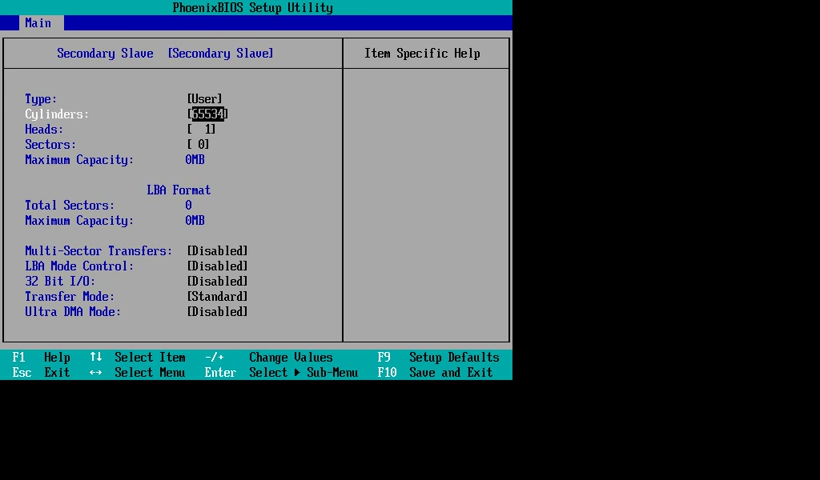 PhoenixBIOS Setup Utility
Main
Secondary Slave [Secondary Slave]
Item Specific Help
Type: [User]
Cylinders: [65534]
Heads: [ 1]
Sectors: [ 0]
Maximum Capacity: 0MB
LBA Format
Total Sectors: 0
Maximum Capacity: 0MB
Multi-Sector Transfers: [Disabled]
LBA Mode Control: [Disabled]
32 Bit I/O: [Disabled]
Transfer Mode: [Standard]
Ultra DMA Mode: [Disabled]
F1 Help ↑↓ Select Item -/+ Change Values F9 Setup Defaults
Esc Exit ↔ Select Menu Enter Select ▶ Sub-Menu F10 Save and Exit